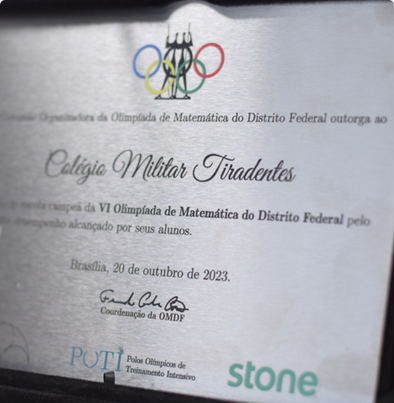 Organizadora da Olimpíada de Matemática do Distrito Federal outorga ao
Colégio Militar Tiradentes
de escola campeã da VI Olimpíada de Matemática do Distrito Federal pelo
desempenho alcançado por seus alunos.
Brasília, 20 de outubro de 2023.
Coordenação da OMDF
POTI Polos Olímpicos de
Treinamento Intensivo
stone